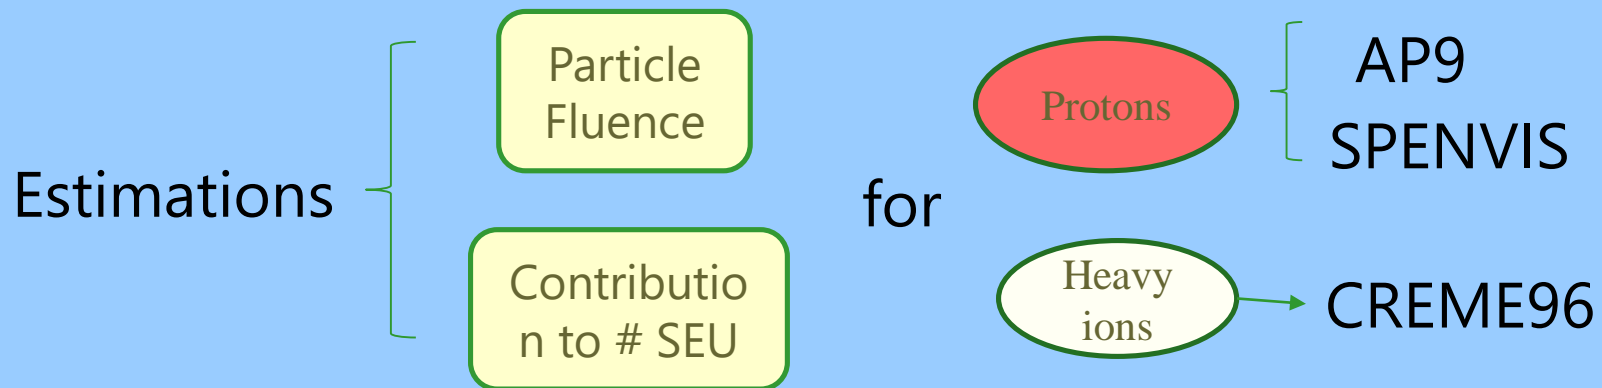 Estimations
Particle
Fluence
Contributio
n to # SEU
for
Protons
AP9
SPENVIS
Heavy
ions
CREME96